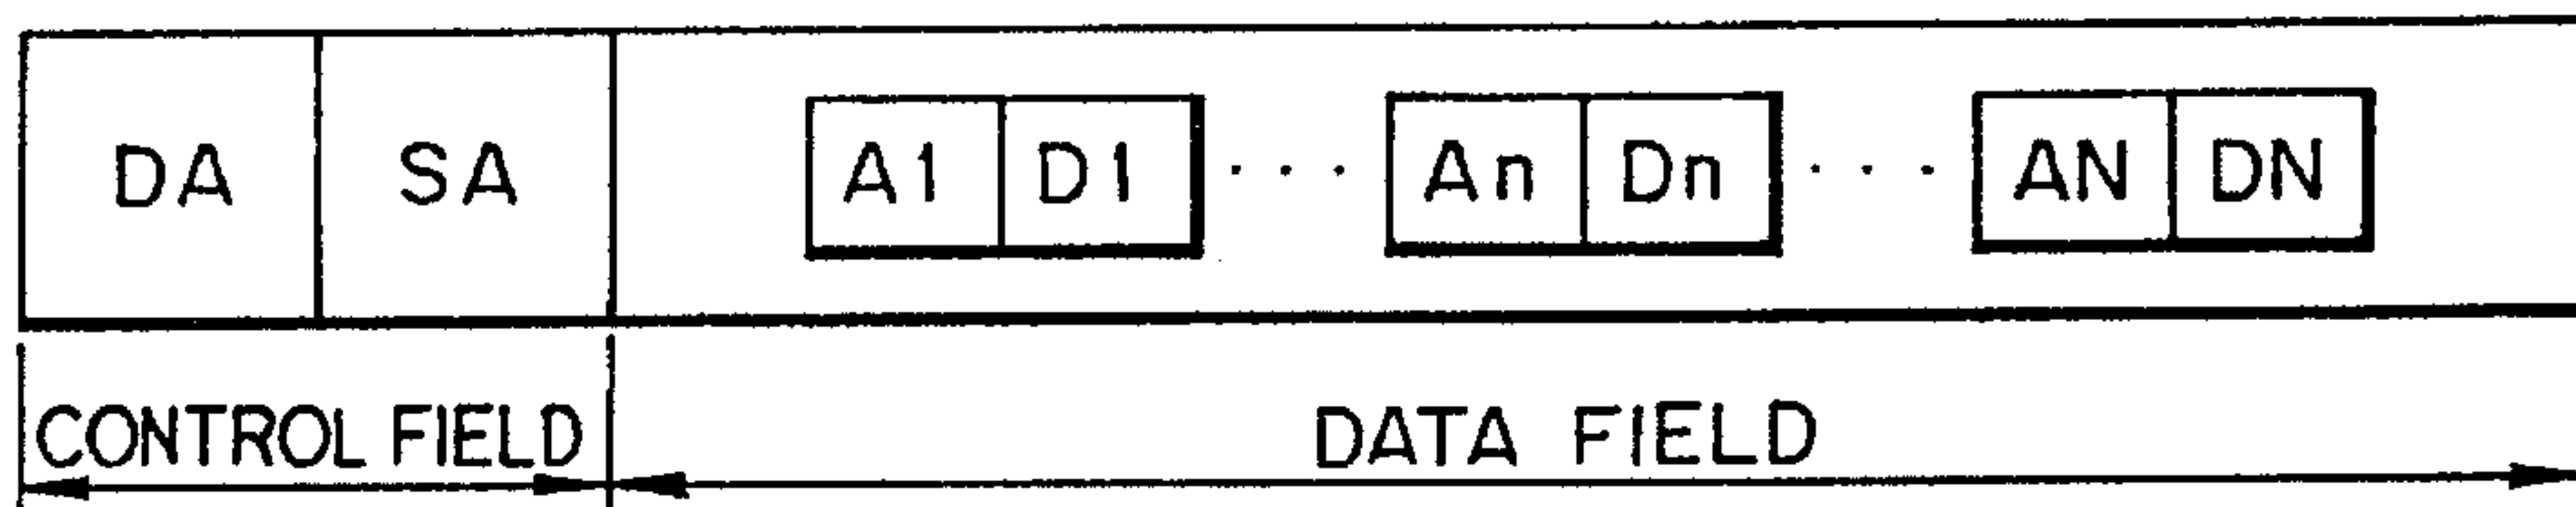 DA SA A1 D1 ... An Dn ... AN DN
CONTROL FIELD DATA FIELD